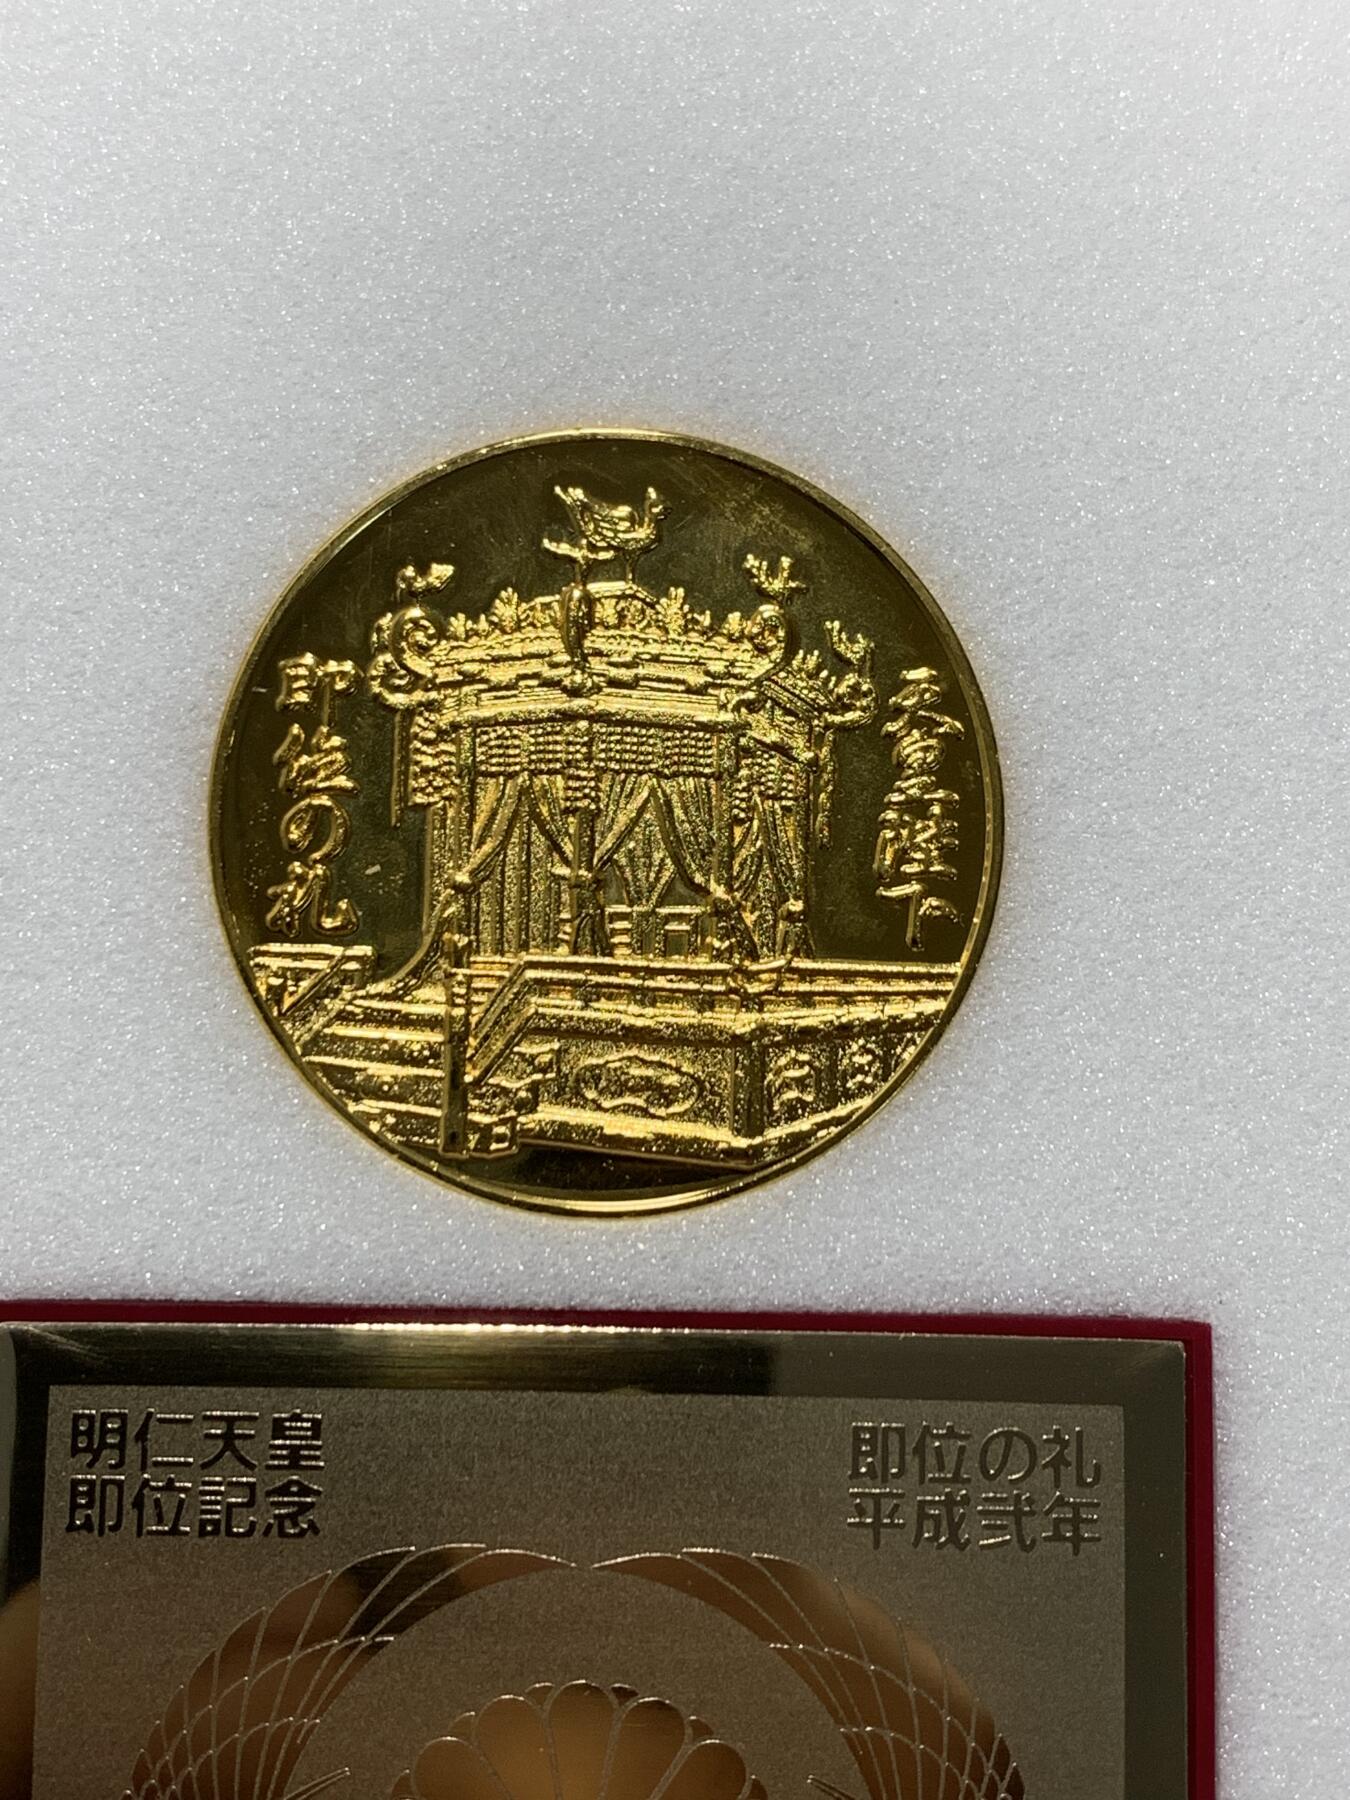 天皇陛下
即位の礼
明仁天皇
即位記念
即位の礼
平成弐年